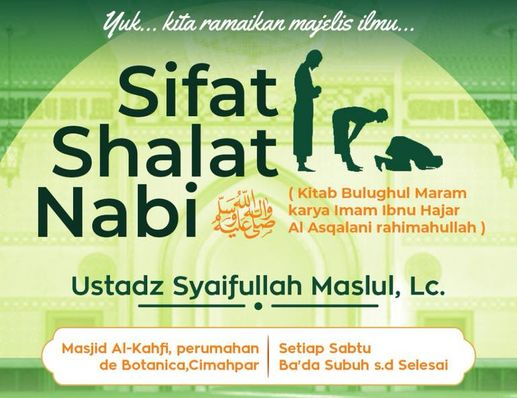 Yuk... kita ramaikan majelis ilmu...
Sifat
Shalat
Nabi ﷺ
( Kitab Bulughul Maram
karya Imam Ibnu Hajar
Al Asqalani rahimahullah )
Ustadz Syaifullah Maslul, Lc.
Masjid Al-Kahfi, perumahan
de Botanica,Cimahpar
Setiap Sabtu
Ba'da Subuh s.d Selesai